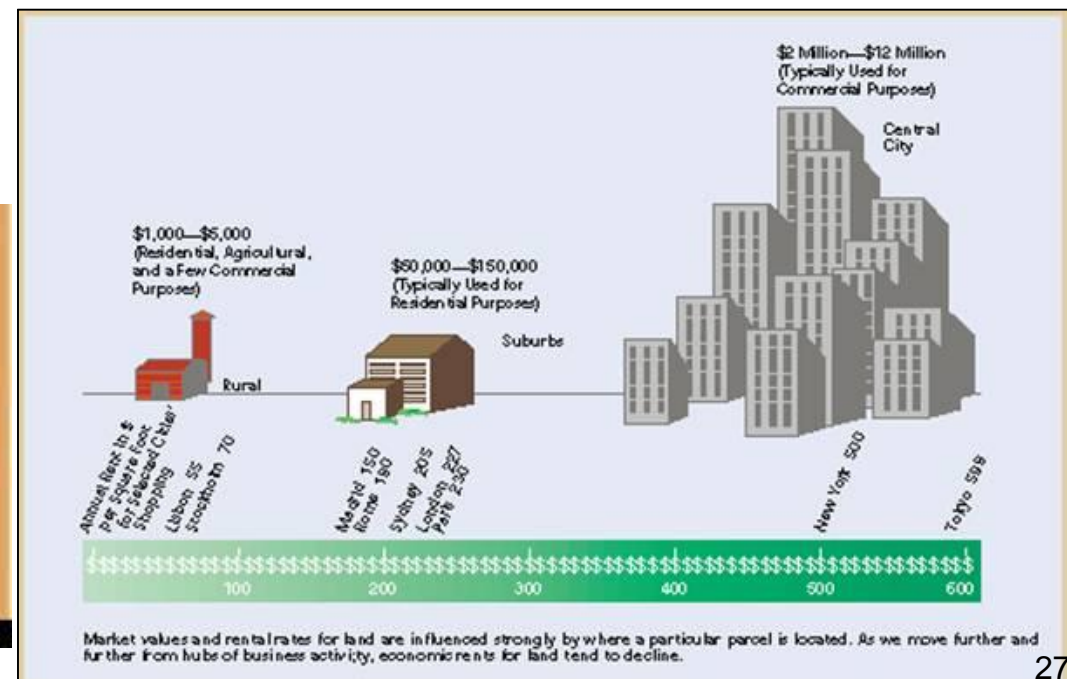 $2 Million—$12 Million
(Typically Used for
Commercial Purposes)
Central
City
$1,000—$5,000
(Residential, Agricultural,
and a Few Commercial
Purposes)
$60,000—$150,000
(Typically Used for
Residential Purposes)
Suburbs
Rural
Annual Rent in $
per Square Foot
for Selected Cities'
Shopping
Lisbon 55
Stockholm 70
Madrid 150
Rome 180
Sydney 205
London 227
Paris 230
New York 500
Tokyo 599
100 200 300 400 500 600
Market values and rental rates for land are influenced strongly by where a particular parcel is located. As we move further and
further from hubs of business activity, economic rents for land tend to decline.
27